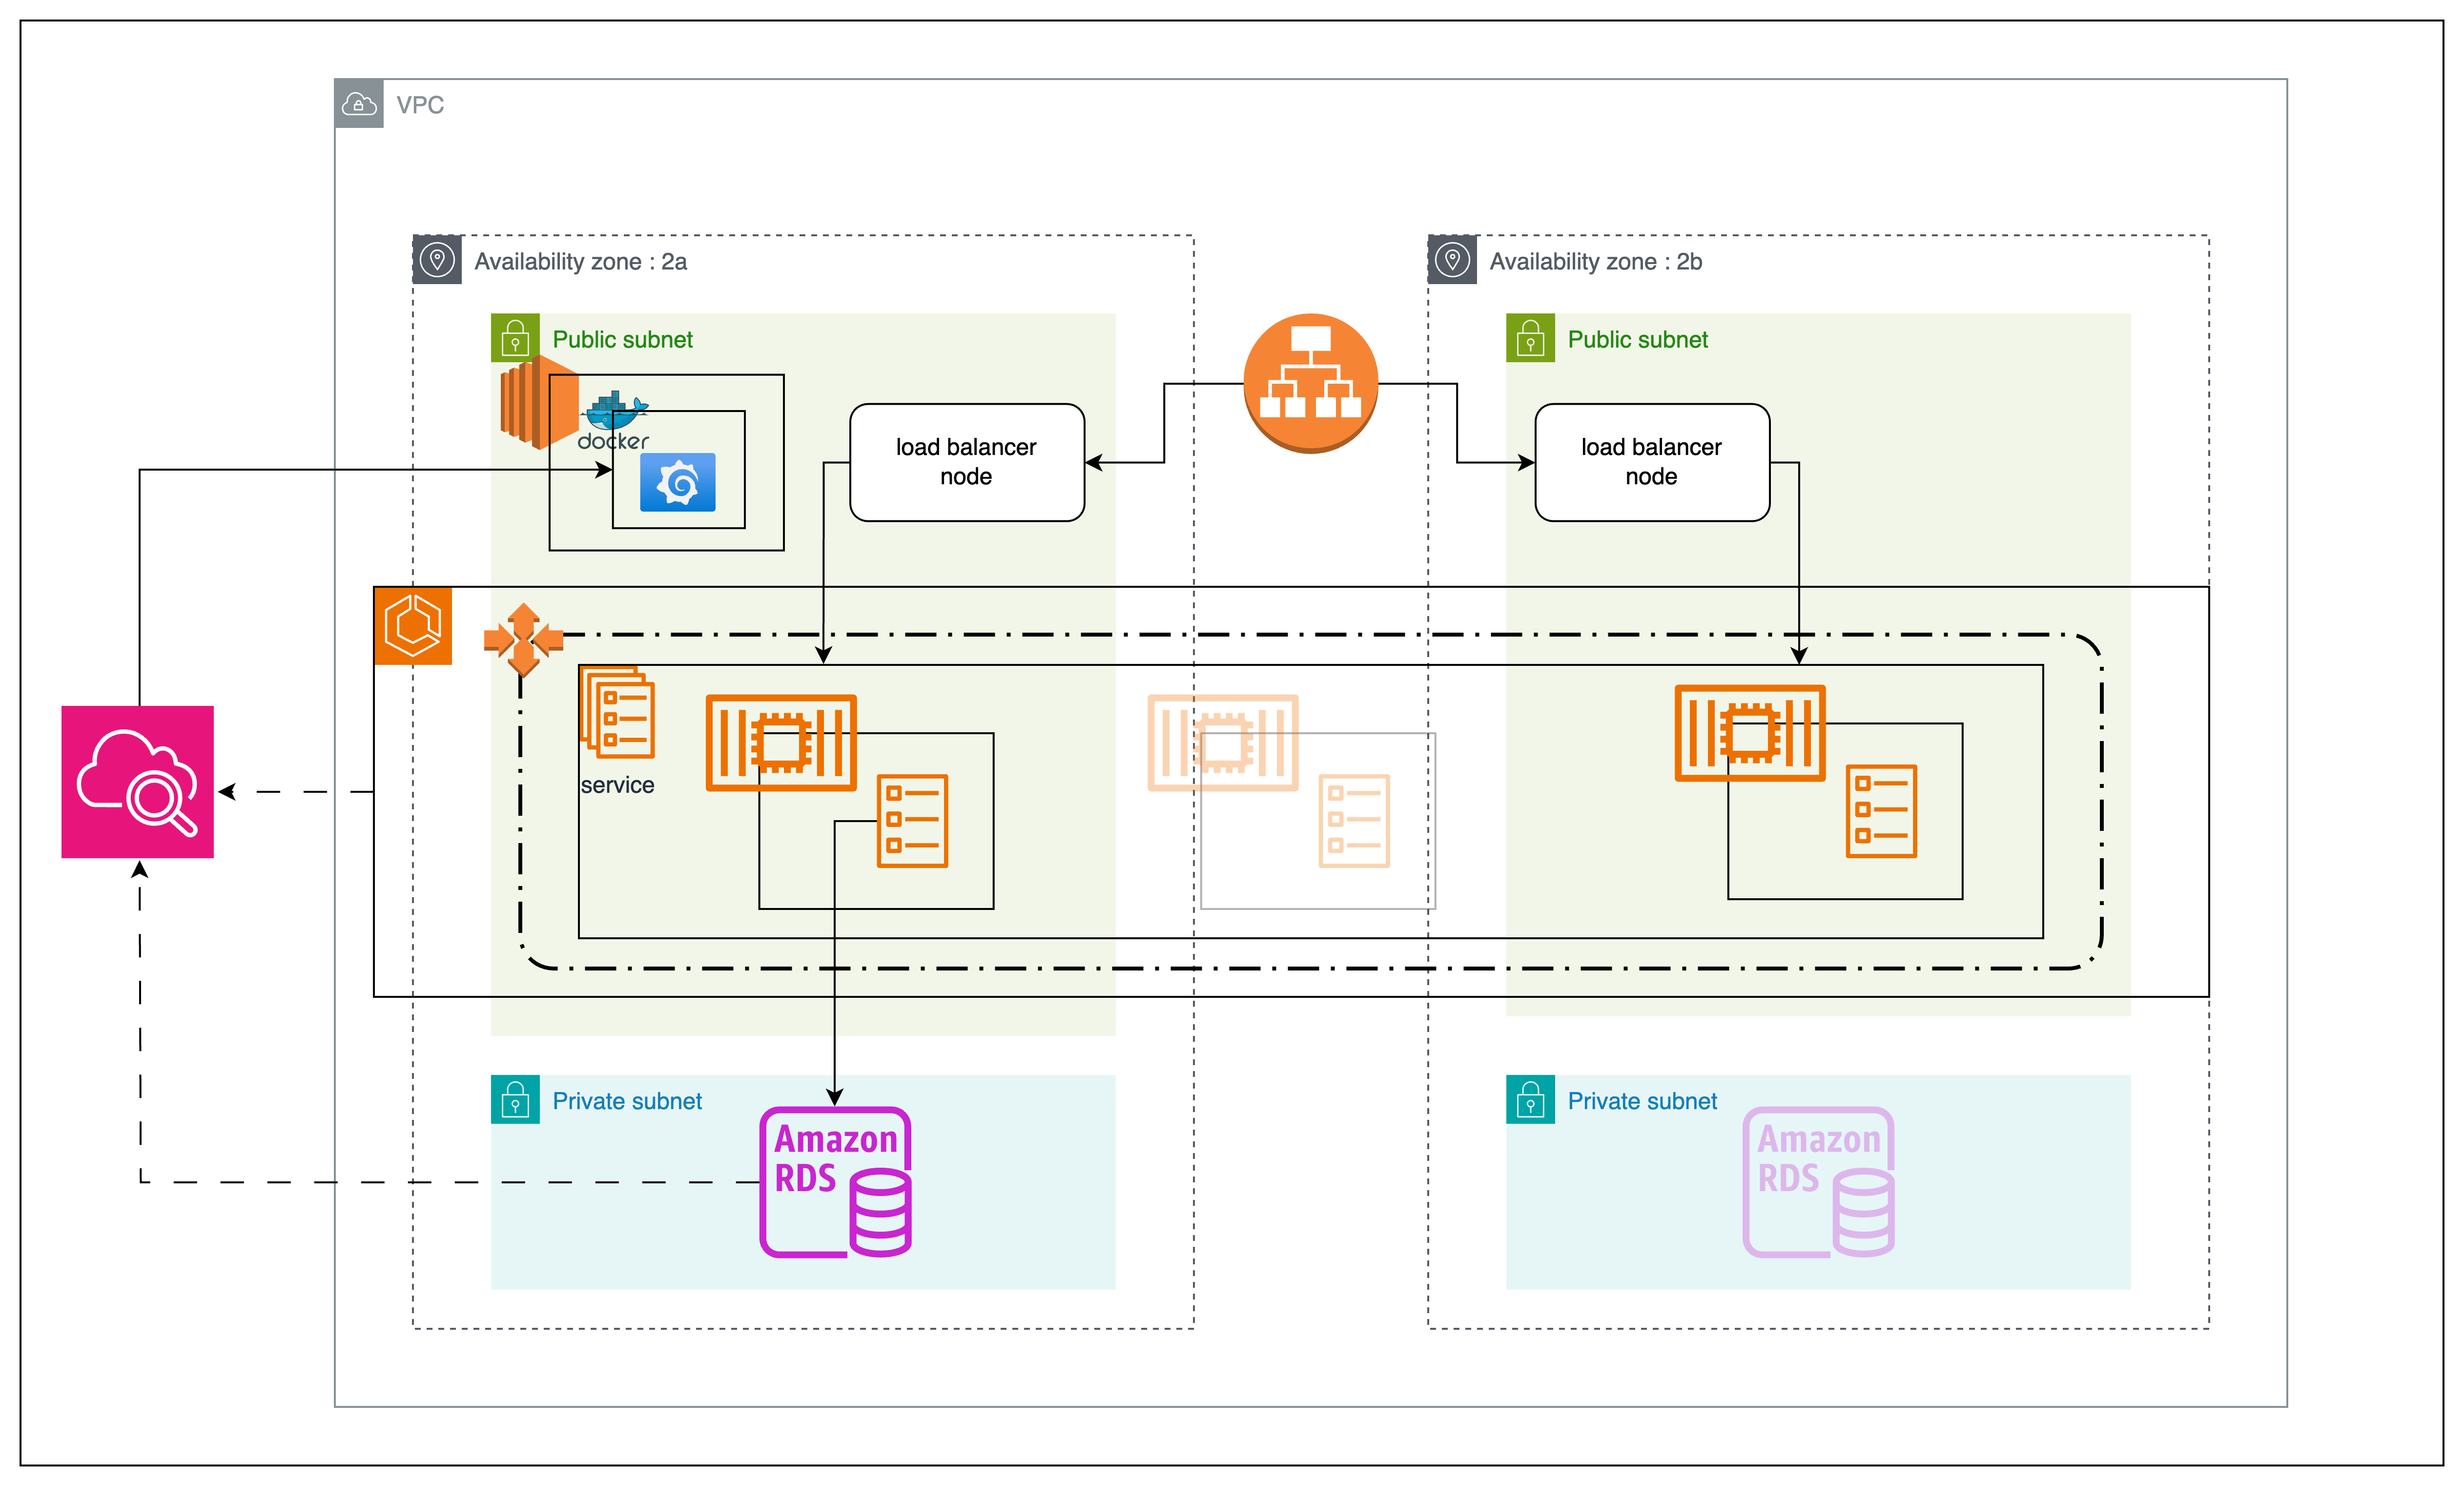 VPC
Availability zone : 2a
Availability zone : 2b
Public subnet
Public subnet
docker
load balancer
node
load balancer
node
service
Private subnet
Private subnet
Amazon
RDS
Amazon
RDS